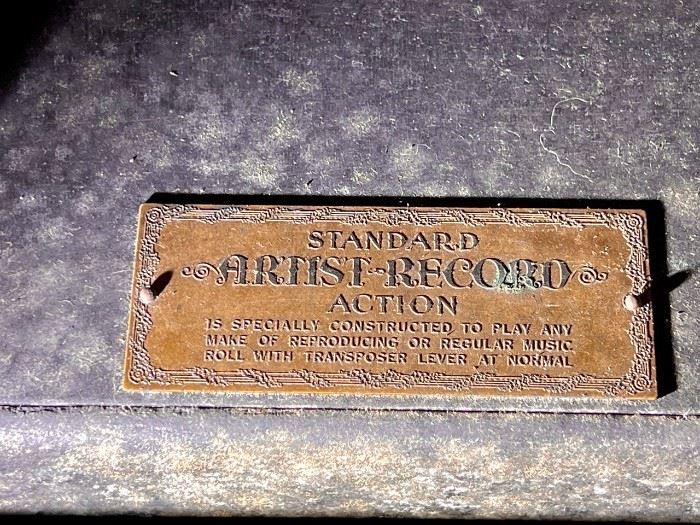 STANDARD
ARTIST-RECORD
ACTION
IS SPECIALLY CONSTRUCTED TO PLAY ANY
MAKE OF REPRODUCING OR REGULAR MUSIC
ROLL WITH TRANSPOSER LEVER AT NORMAL